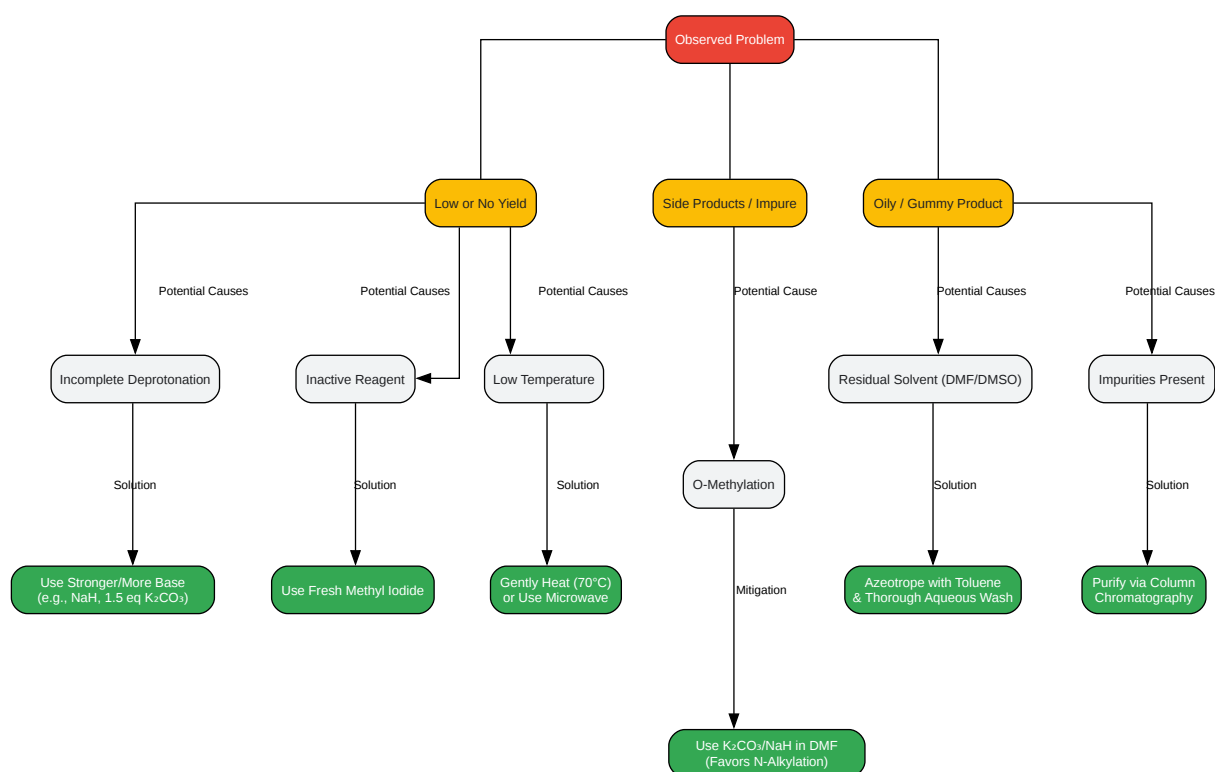 Observed Problem
Low or No Yield
Side Products / Impure
Oily / Gummy Product
Potential Causes
Potential Causes
Potential Causes
Potential Cause
Potential Causes
Potential Causes
Incomplete Deprotonation
Inactive Reagent
Low Temperature
Residual Solvent (DMF/DMSO)
Impurities Present
Solution
Solution
Solution
O-Methylation
Solution
Solution
Use Stronger/More Base
(e.g., NaH, 1.5 eq K₂CO₃)
Use Fresh Methyl Iodide
Gently Heat (70°C)
or Use Microwave
Mitigation
Azeotrope with Toluene
& Thorough Aqueous Wash
Purify via Column
Chromatography
Use K₂CO₃/NaH in DMF
(Favors N-Alkylation)